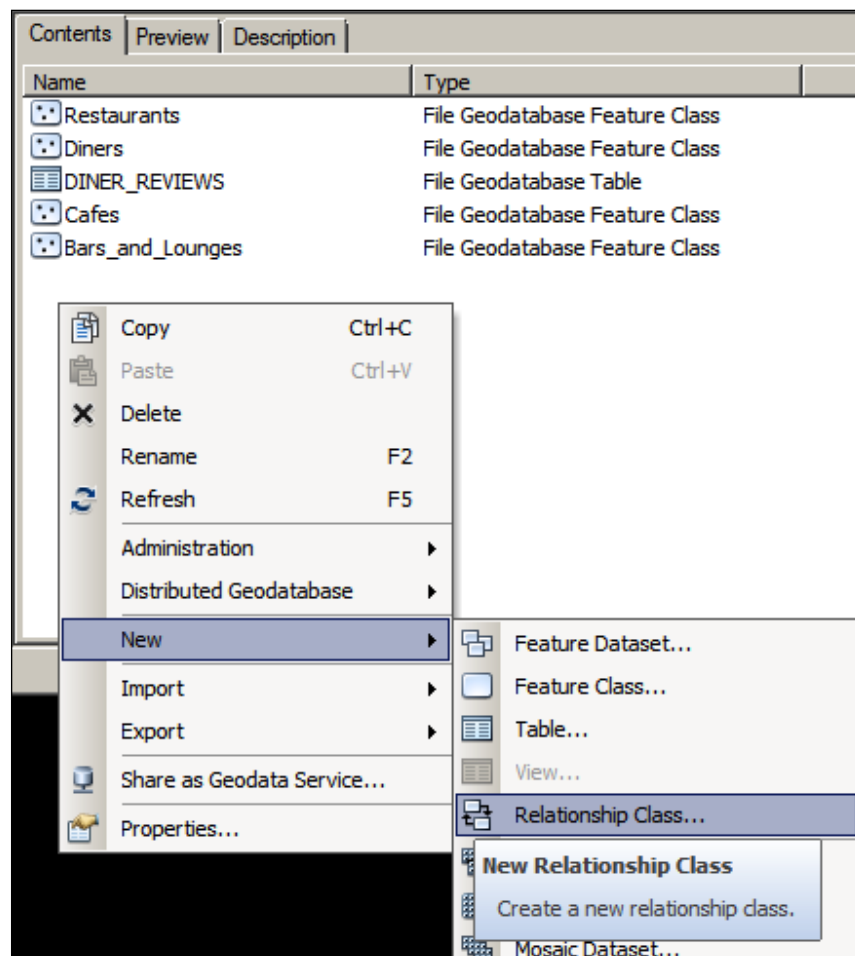 Contents Preview Description
Name Type
Restaurants File Geodatabase Feature Class
Diners File Geodatabase Feature Class
DINER_REVIEWS File Geodatabase Table
Cafes File Geodatabase Feature Class
Bars_and_Lounges File Geodatabase Feature Class
Copy Ctrl+C
Paste Ctrl+V
Delete
Rename F2
Refresh F5
Administration
Distributed Geodatabase
New
Import
Export
Share as Geodata Service...
Properties...
Feature Dataset...
Feature Class...
Table...
View...
Relationship Class...
New Relationship Class
Create a new relationship class.
Mosaic Dataset...